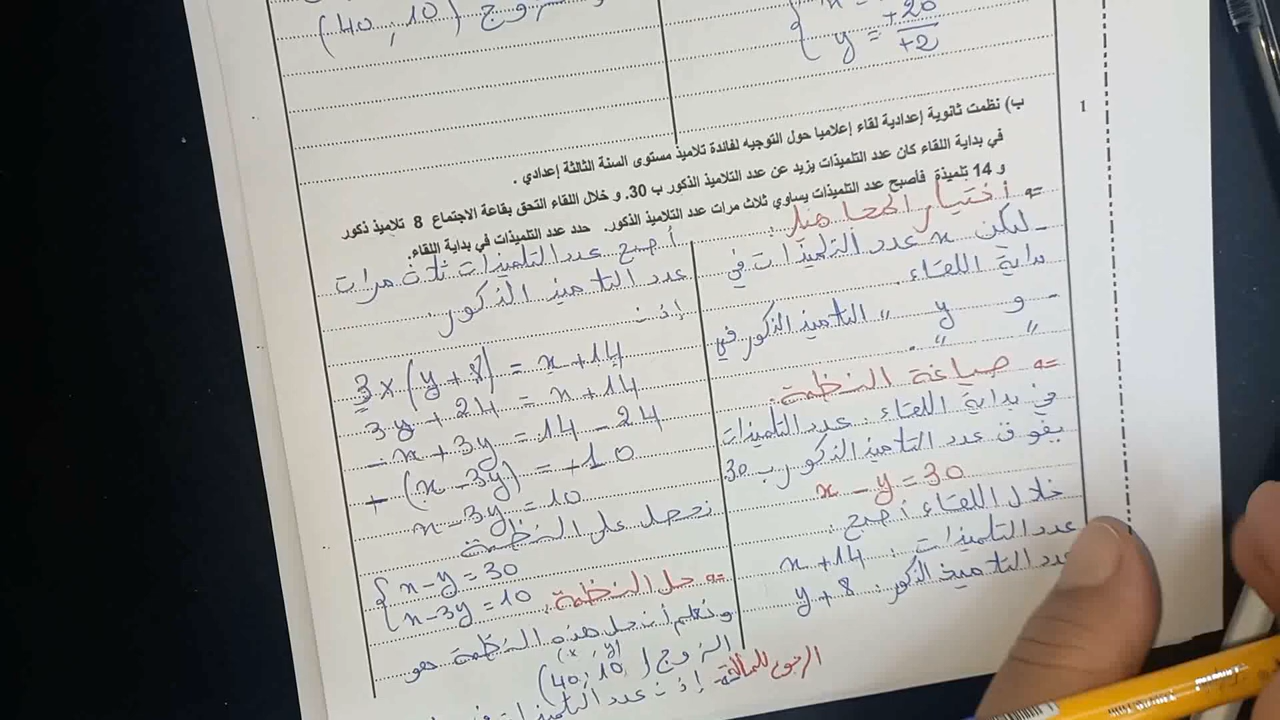 الزوج (40, 10)
y = +20/+2
1
ب) نظمت ثانوية إعدادية لقاء إعلاميا حول التوجيه لفائدة تلاميذ مستوى السنة الثالثة إعدادي .
في بداية اللقاء كان عدد التلميذات يزيد عن عدد التلاميذ الذكور ب 30. و خلال اللقاء التحق بقاعة الاجتماع 8 تلاميذ ذكور
و 14 تلميذة فأصبح عدد التلميذات يساوي ثلاث مرات عدد التلاميذ الذكور. حدد عدد التلميذات في بداية اللقاء.
اختيار المجاهيل:
ـ ليكن x عدد التلميذات في
بداية اللقاء.
- و y " التلاميذ الذكور في
" " .
صياغة النظمة:
في بداية اللقاء عدد التلميذات
يفوق عدد التلاميذ الذكور ب 30
x - y = 30
خلال اللقاء أصبح:
عدد التلميذات: x+14
عدد التلاميذ الذكور: y+8
أصبح عدد التلميذات ثلاث مرات
عدد التلاميذ الذكور.
إذن
3×(y+8) = x+14
3y+24 = x+14
-x+3y = 14-24
+(x-3y) = +10
x-3y = 10
نحصل على النظمة
{ x-y = 30
{ x-3y = 10
حل النظمة:
ونعلم أن حل هذه النظمة هو
(x, y)
الزوج (40, 10)
الرجوع للمسألة
إذن عدد التلميذات